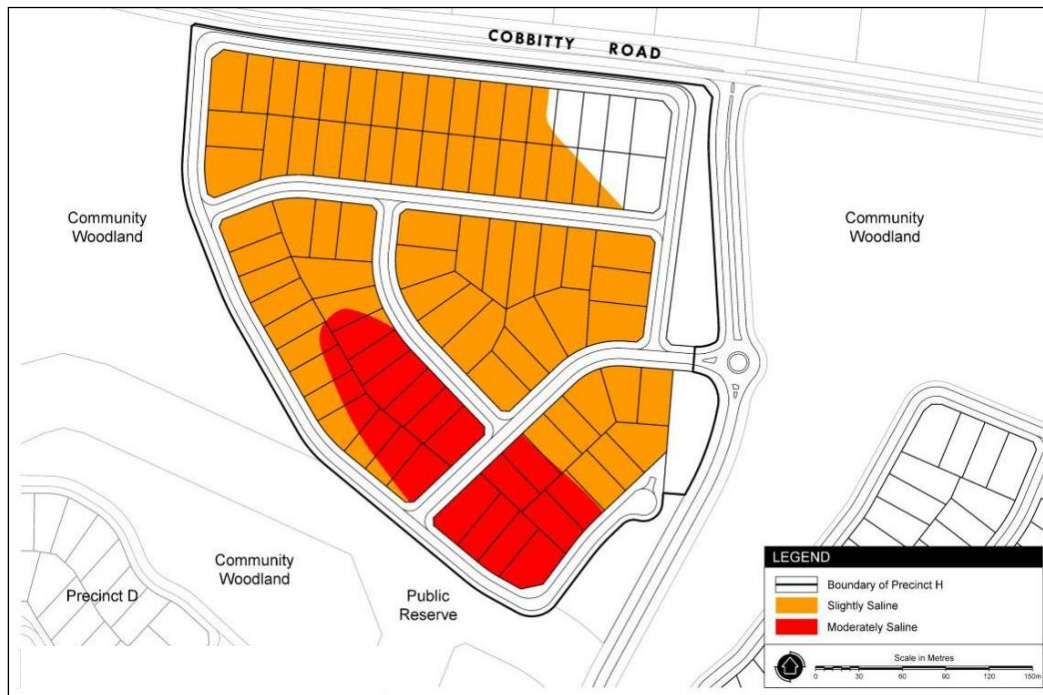 COBBITTY ROAD
Community
Woodland
Community
Woodland
Community
Woodland
Precinct D
Public
Reserve
LEGEND
Boundary of Precinct H
Slightly Saline
Moderately Saline
Scale in Metres
0 30 60 90 120 150m